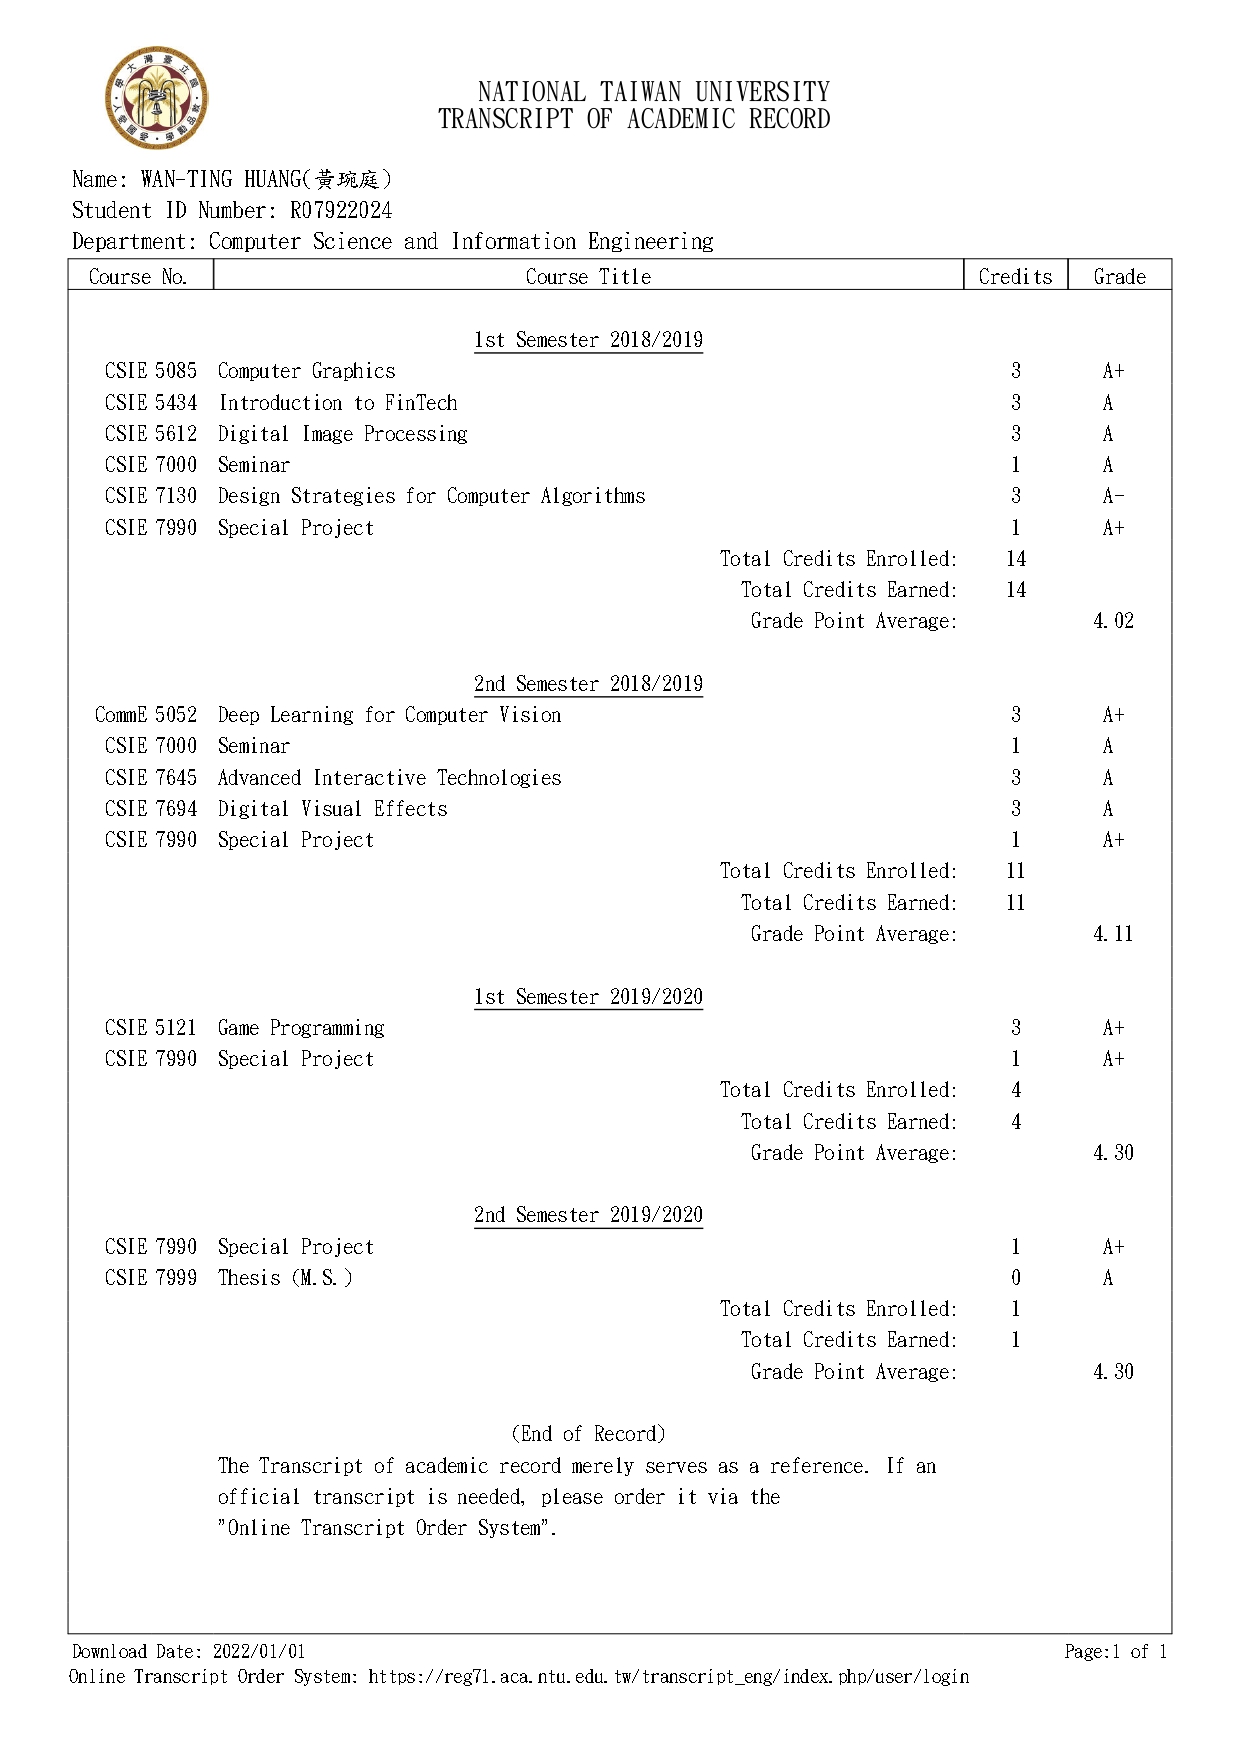 NATIONAL TAIWAN UNIVERSITY
TRANSCRIPT OF ACADEMIC RECORD
Name: WAN-TING HUANG(黃琬庭)
Student ID Number: R07922024
Department: Computer Science and Information Engineering
Course No. Course Title Credits Grade
1st Semester 2018/2019
CSIE 5085 Computer Graphics 3 A+
CSIE 5434 Introduction to FinTech 3 A
CSIE 5612 Digital Image Processing 3 A
CSIE 7000 Seminar 1 A
CSIE 7130 Design Strategies for Computer Algorithms 3 A-
CSIE 7990 Special Project 1 A+
Total Credits Enrolled: 14
Total Credits Earned: 14
Grade Point Average: 4.02
2nd Semester 2018/2019
CommE 5052 Deep Learning for Computer Vision 3 A+
CSIE 7000 Seminar 1 A
CSIE 7645 Advanced Interactive Technologies 3 A
CSIE 7694 Digital Visual Effects 3 A
CSIE 7990 Special Project 1 A+
Total Credits Enrolled: 11
Total Credits Earned: 11
Grade Point Average: 4.11
1st Semester 2019/2020
CSIE 5121 Game Programming 3 A+
CSIE 7990 Special Project 1 A+
Total Credits Enrolled: 4
Total Credits Earned: 4
Grade Point Average: 4.30
2nd Semester 2019/2020
CSIE 7990 Special Project 1 A+
CSIE 7999 Thesis (M.S.) 0 A
Total Credits Enrolled: 1
Total Credits Earned: 1
Grade Point Average: 4.30
(End of Record)
The Transcript of academic record merely serves as a reference. If an
official transcript is needed, please order it via the
"Online Transcript Order System".
Download Date: 2022/01/01 Page:1 of 1
Online Transcript Order System: https://reg71.aca.ntu.edu.tw/transcript_eng/index.php/user/login